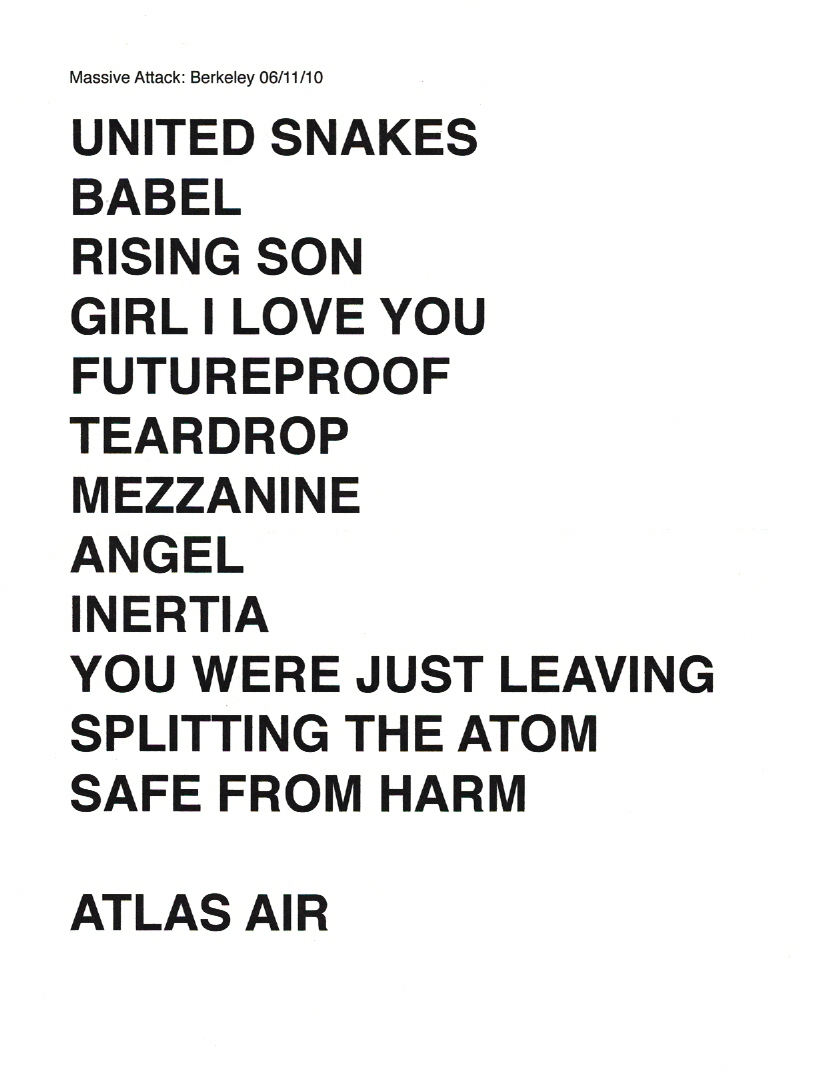 Massive Attack: Berkeley 06/11/10
UNITED SNAKES
BABEL
RISING SON
GIRL I LOVE YOU
FUTUREPROOF
TEARDROP
MEZZANINE
ANGEL
INERTIA
YOU WERE JUST LEAVING
SPLITTING THE ATOM
SAFE FROM HARM
ATLAS AIR